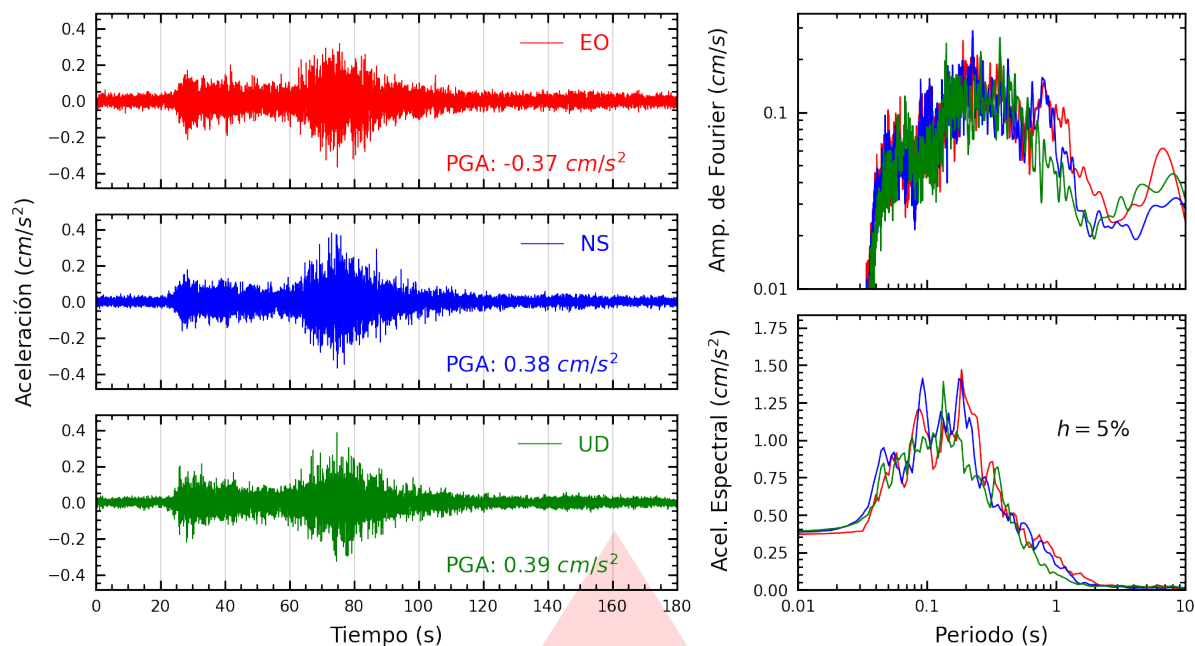 Aceleración (cm/s²)
0.4
0.2
0.0
−0.2
−0.4
EO
PGA: -0.37 cm/s²
0.4
0.2
0.0
−0.2
−0.4
NS
PGA: 0.38 cm/s²
0.4
0.2
0.0
−0.2
−0.4
UD
PGA: 0.39 cm/s²
0 20 40 60 80 100 120 140 160 180
Tiempo (s)
Amp. de Fourier (cm/s)
0.1
0.01
Acel. Espectral (cm/s²)
1.75
1.50
1.25
1.00
0.75
0.50
0.25
0.00
h = 5%
0.01 0.1 1 10
Periodo (s)